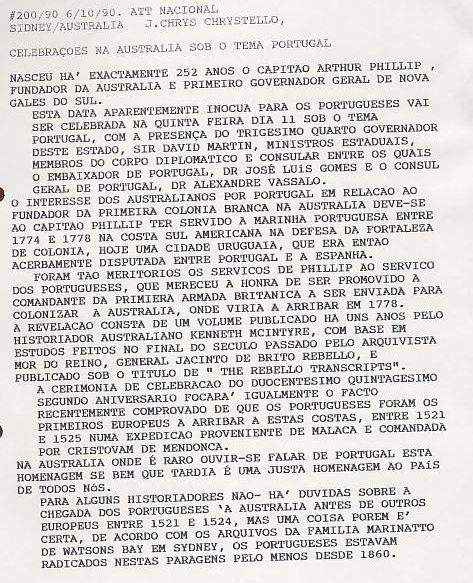 #200/90 6/10/90. ATT NACIONAL
SIDNEY/AUSTRALIA J.CHRYS CHRYSTELLO,
CELEBRAÇOES NA AUSTRALIA SOB O TEMA PORTUGAL
NASCEU HA' EXACTAMENTE 252 ANOS O CAPITAO ARTHUR PHILLIP ,
FUNDADOR DA AUSTRALIA E PRIMEIRO GOVERNADOR GERAL DE NOVA
GALES DO SUL.
ESTA DATA APARENTEMENTE INOCUA PARA OS PORTUGUESES VAI
SER CELEBRADA NA QUINTA FEIRA DIA 11 SOB O TEMA
PORTUGAL, COM A PRESENÇA DO TRIGESIMO QUARTO GOVERNADOR
DESTE ESTADO, SIR DAVID MARTIN, MINISTROS ESTADUAIS,
MEMBROS DO CORPO DIPLOMATICO E CONSULAR ENTRE OS QUAIS
O EMBAIXADOR DE PORTUGAL, DR JOSÉ LUíS GOMES E O CONSUL
GERAL DE PORTUGAL, DR ALEXANDRE VASSALO.
O INTERESSE DOS AUSTRALIANOS POR PORTUGAL EM RELACAO AO
FUNDADOR DA PRIMEIRA COLONIA BRANCA NA AUSTRALIA DEVE-SE
AO CAPITAO PHILLIP TER SERVIDO A MARINHA PORTUGUESA ENTRE
1774 E 1778 NA COSTA SUL AMERICANA NA DEFESA DA FORTALEZA
DE COLONIA, HOJE UMA CIDADE URUGUAIA, QUE ERA ENTAO
ACERBAMENTE DISPUTADA ENTRE PORTUGAL E A ESPANHA.
FORAM TAO MERITORIOS OS SERVICOS DE PHILLIP AO SERVICO
DOS PORTUGUESES, QUE MERECEU A HONRA DE SER PROMOVIDO A
COMANDANTE DA PRIMIERA ARMADA BRITANICA A SER ENVIADA PARA
COLONIZAR A AUSTRALIA, ONDE VIRIA A ARRIBAR EM 1778.
A REVELACAO CONSTA DE UM VOLUME PUBLICADO HA UNS ANOS PELO
HISTORIADOR AUSTRALIANO KENNETH MCINTYRE, COM BASE EM
ESTUDOS FEITOS NO FINAL DO SECULO PASSADO PELO ARQUIVISTA
MOR DO REINO, GENERAL JACINTO DE BRITO REBELLO, E
PUBLICADO SOB O TITULO DE " THE REBELLO TRANSCRIPTS".
A CERIMONIA DE CELEBRACAO DO DUOCENTESIMO QUINTAGESIMO
SEGUNDO ANIVERSARIO FOCARA' IGUALMENTE O FACTO
RECENTEMENTE COMPROVADO DE QUE OS PORTUGUESES FORAM OS
PRIMEIROS EUROPEUS A ARRIBAR A ESTAS COSTAS, ENTRE 1521
E 1525 NUMA EXPEDICAO PROVENIENTE DE MALACA E COMANDADA
POR CRISTOVAM DE MENDONCA.
NA AUSTRALIA ONDE É RARO OUVIR-SE FALAR DE PORTUGAL ESTA
HOMENAGEM SE BEM QUE TARDIA É UMA JUSTA HOMENAGEM AO PAíS
DE TODOS NóS.
PARA ALGUNS HISTORIADORES NAO- HA' DUVIDAS SOBRE A
CHEGADA DOS PORTUGUESES 'A AUSTRALIA ANTES DE OUTROS
EUROPEUS ENTRE 1521 E 1524, MAS UMA COISA POREM E'
CERTA, DE ACORDO COM OS ARQUIVOS DA FAMILIA MARINATTO
DE WATSONS BAY EM SYDNEY, OS PORTUGUESES ESTAVAM
RADICADOS NESTAS PARAGENS PELO MENOS DESDE 1860.